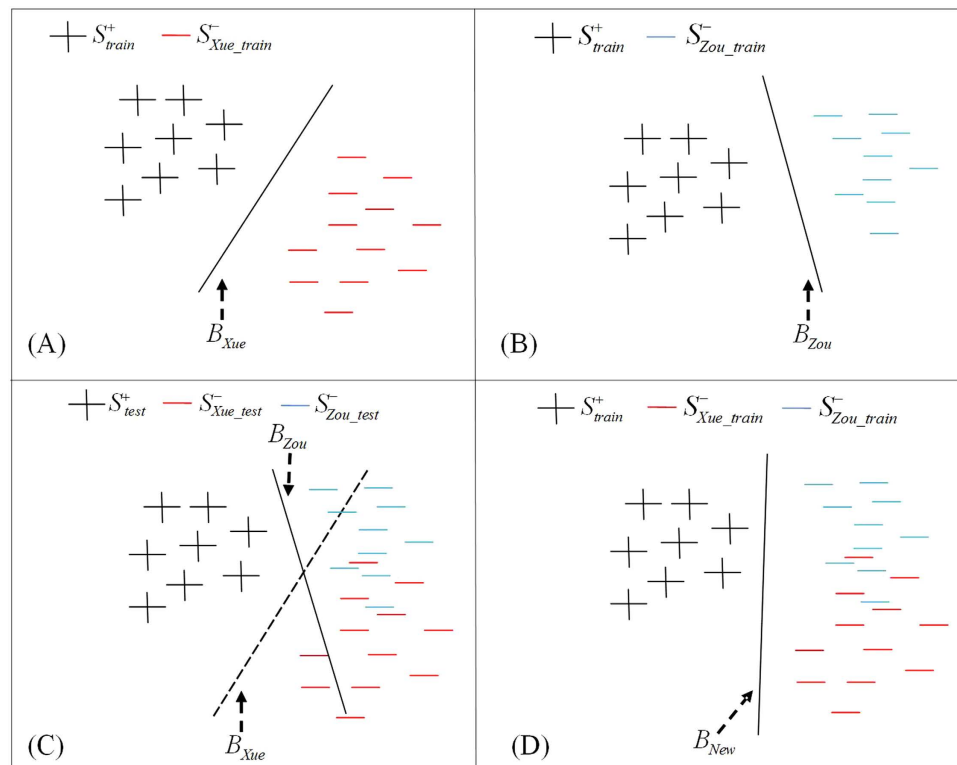 S+train S-Xue_train
BXue
(A)
S+train S-Zou_train
BZou
(B)
S+test S-Xue_test S-Zou_test
BZou
BXue
(C)
S+train S-Xue_train S-Zou_train
BNew
(D)